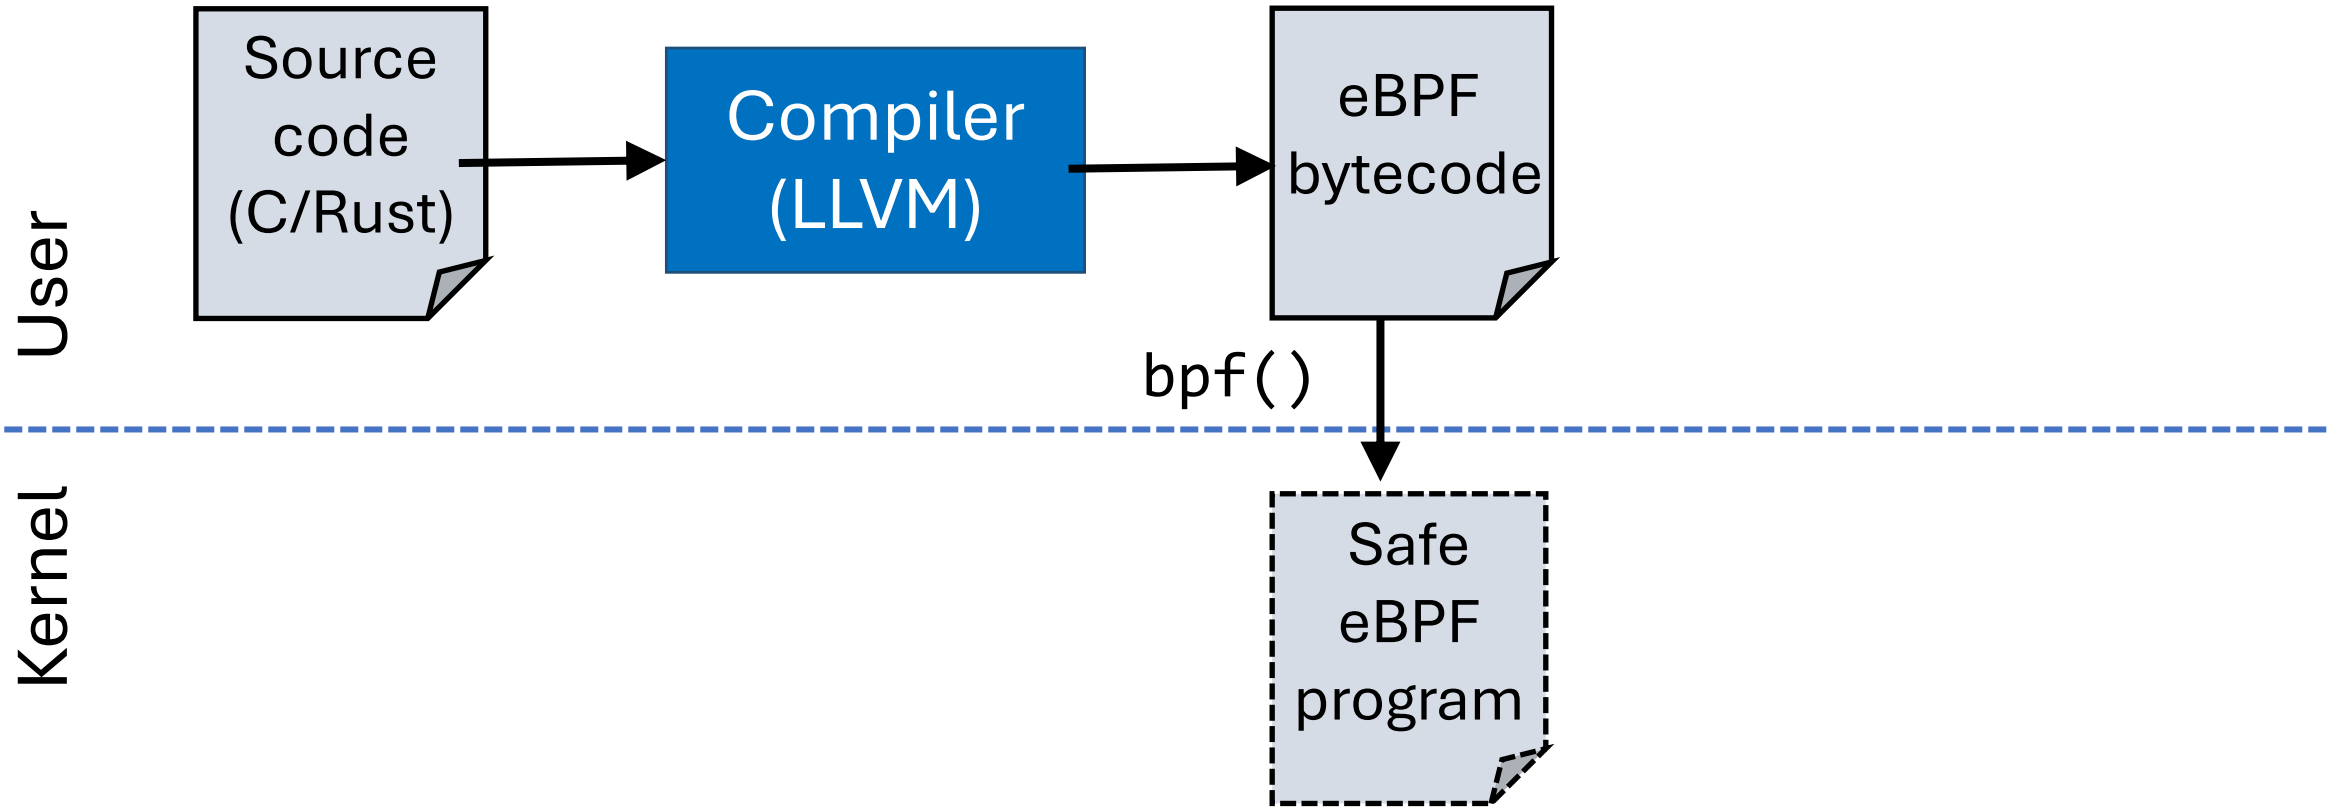 Source
code
(C/Rust)
Compiler
(LLVM)
eBPF
bytecode
User
bpf()
Kernel
Safe
eBPF
program